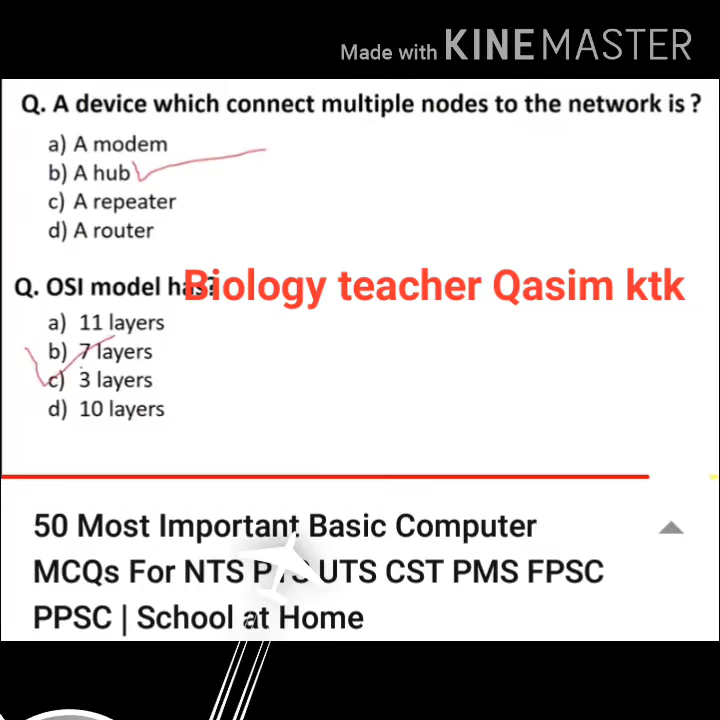 Made with KINEMASTER
Q. A device which connect multiple nodes to the network is ?
a) A modem
b) A hub
c) A repeater
d) A router
Q. OSI model has?
Biology teacher Qasim ktk
a) 11 layers
b) 7 layers
c) 3 layers
d) 10 layers
50 Most Important Basic Computer
MCQs For NTS PTS UTS CST PMS FPSC
PPSC | School at Home